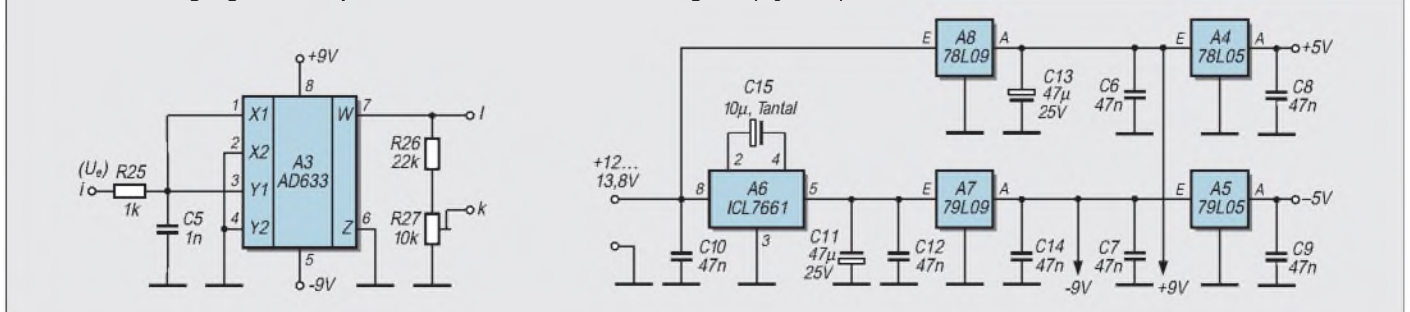 +9V
8
1
X1
W
7
l
2
X2
R26
22k
(Ue)
R25
A3
AD633
i
1k
3
Y1
k
C5
1n
4
Y2
Z
6
R27
10k
5
-9V
+12...
13,8V
C15
10µ, Tantal
2
4
8
A6
ICL7661
5
3
C10
47n
C11
47µ
25V
C12
47n
E
A8
78L09
A
C13
47µ
25V
C6
47n
E
A4
78L05
A
+5V
C8
47n
E
A7
79L09
A
C14
47n
-9V
C7
47n
+9V
E
A5
79L05
A
–5V
C9
47n